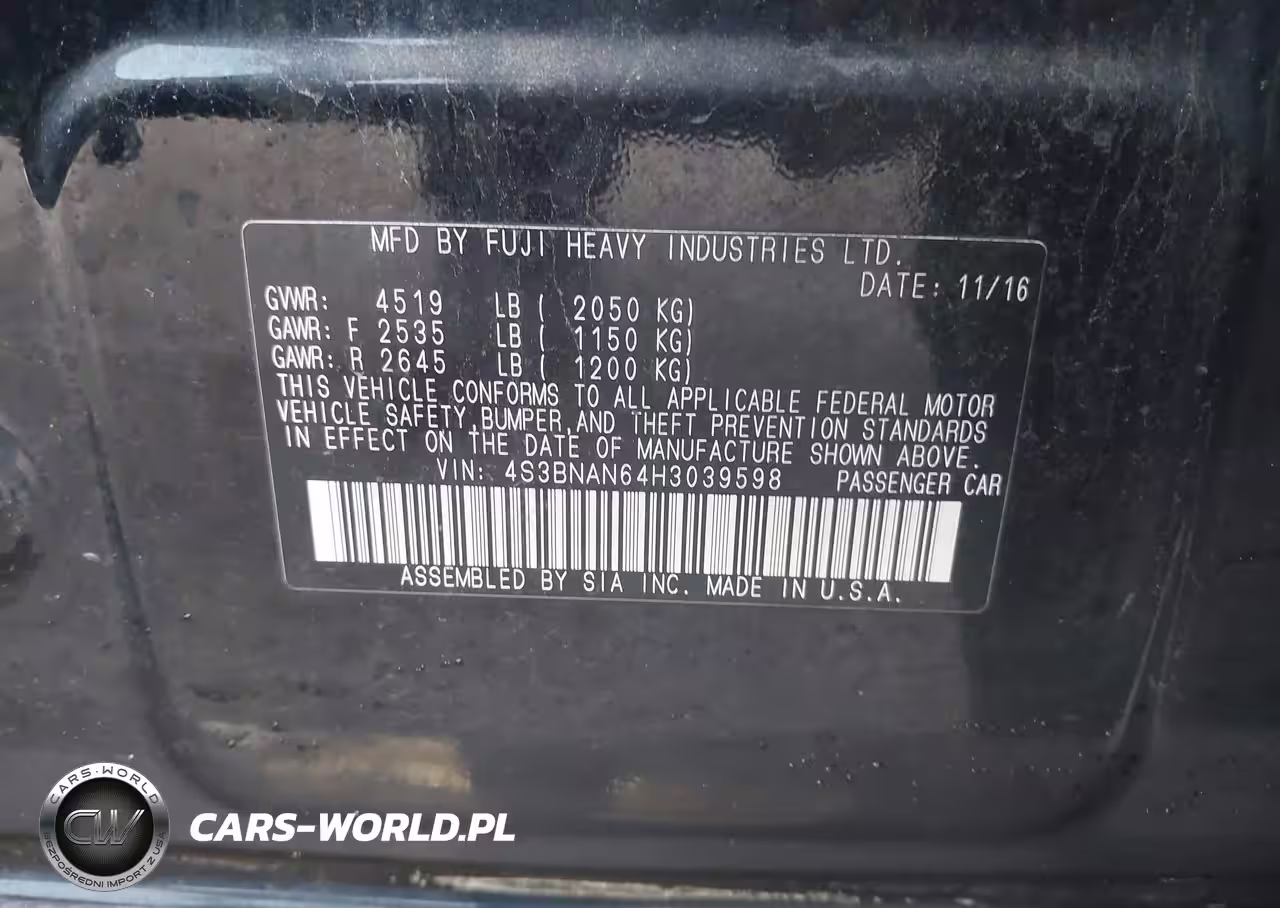 MFD BY FUJI HEAVY INDUSTRIES LTD.
DATE: 11/16
GVWR: 4519 LB ( 2050 KG)
GAWR: F 2535 LB ( 1150 KG)
GAWR: R 2645 LB ( 1200 KG)
THIS VEHICLE CONFORMS TO ALL APPLICABLE FEDERAL MOTOR
VEHICLE SAFETY,BUMPER,AND THEFT PREVENTION STANDARDS
IN EFFECT ON THE DATE OF MANUFACTURE SHOWN ABOVE.
VIN: 4S3BNAN64H3039598 PASSENGER CAR
ASSEMBLED BY SIA INC. MADE IN U.S.A.
CARS-WORLD
CW
BEZPOŚREDNI IMPORT Z USA
CARS-WORLD.PL